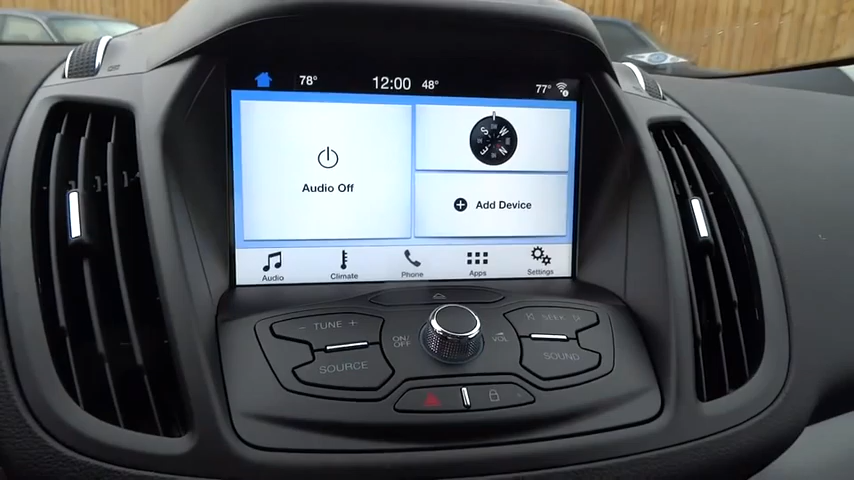 78° 12:00 48° 77°
Audio Off
S W E N
Add Device
Audio Climate Phone Apps Settings
− TUNE +
SOURCE
ON/
OFF
VOL
SEEK
SOUND